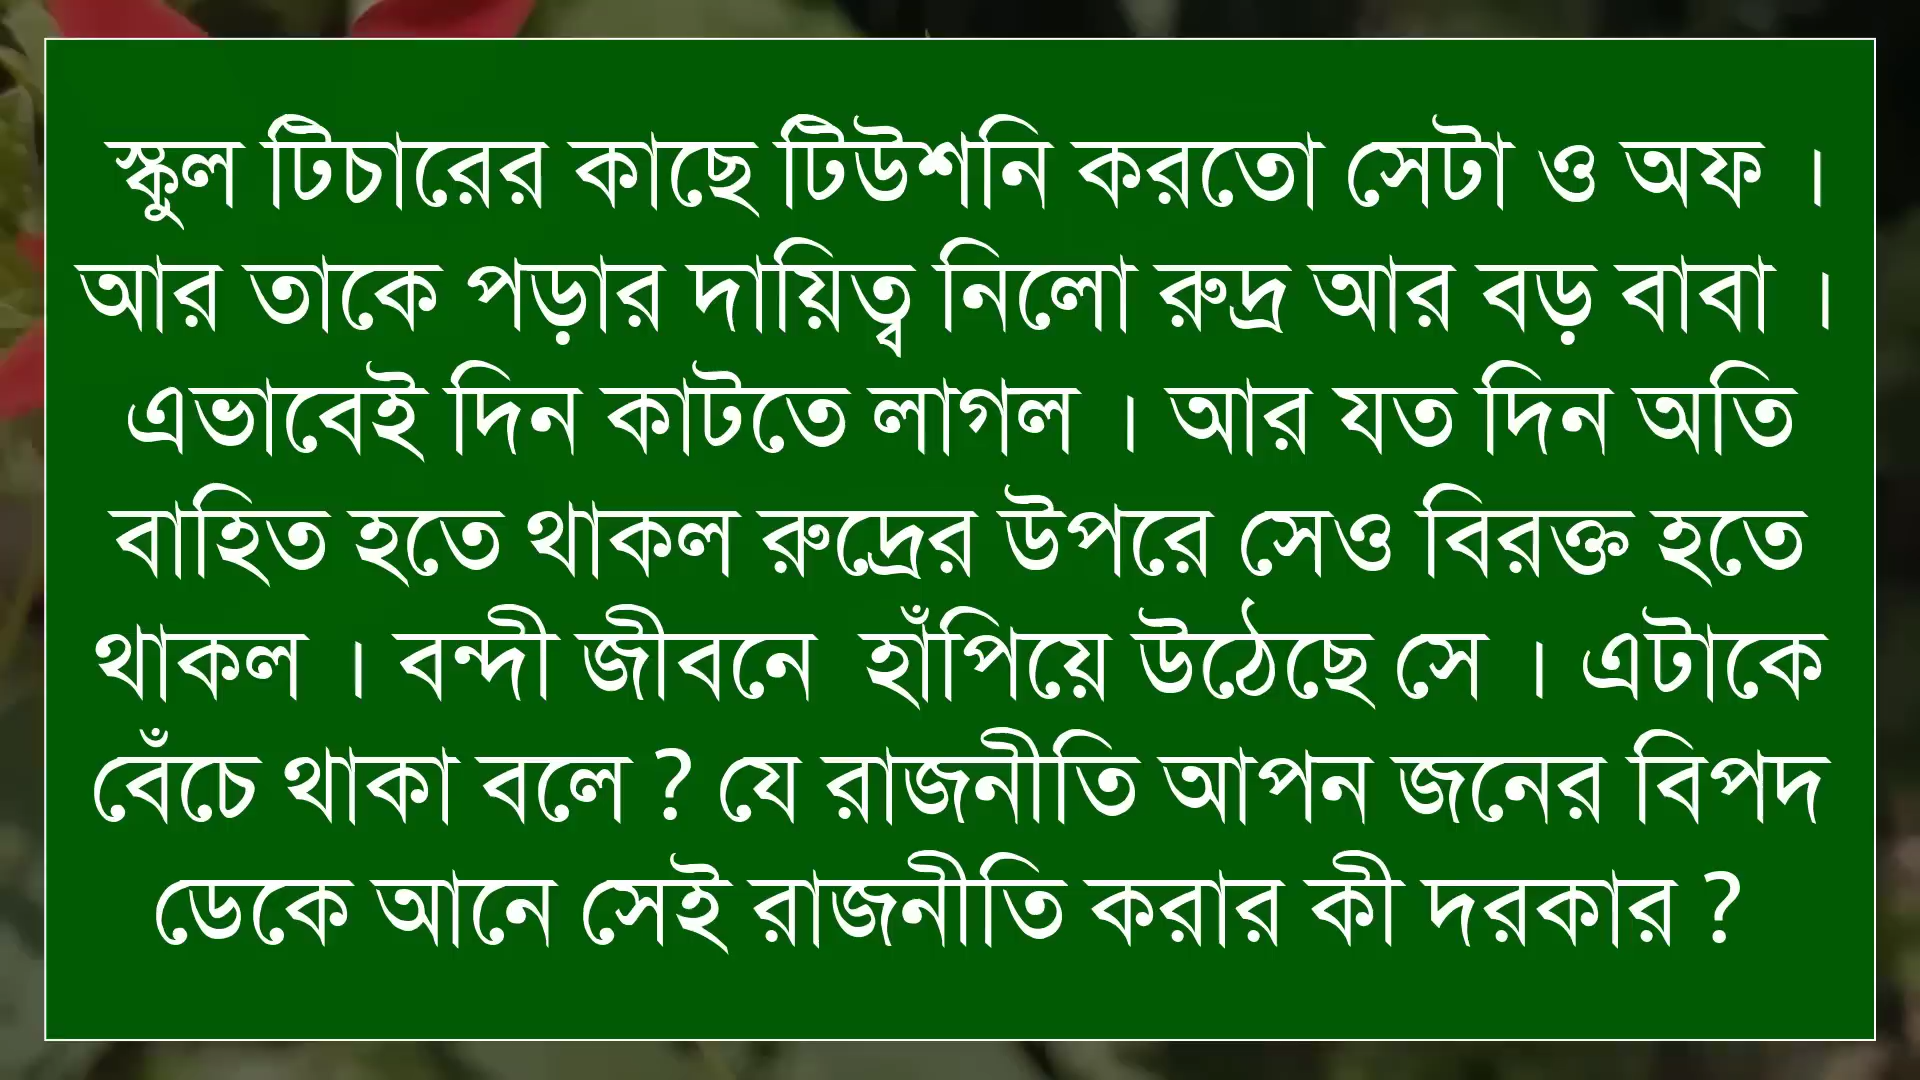 স্কুল টিচারের কাছে টিউশনি করতো সেটা ও অফ ।
আর তাকে পড়ার দায়িত্ব নিলো রুদ্র আর বড় বাবা ।
এভাবেই দিন কাটতে লাগল । আর যত দিন অতি
বাহিত হতে থাকল রুদ্রের উপরে সেও বিরক্ত হতে
থাকল । বন্দী জীবনে হাঁপিয়ে উঠেছে সে । এটাকে
বেঁচে থাকা বলে ? যে রাজনীতি আপন জনের বিপদ
ডেকে আনে সেই রাজনীতি করার কী দরকার ?